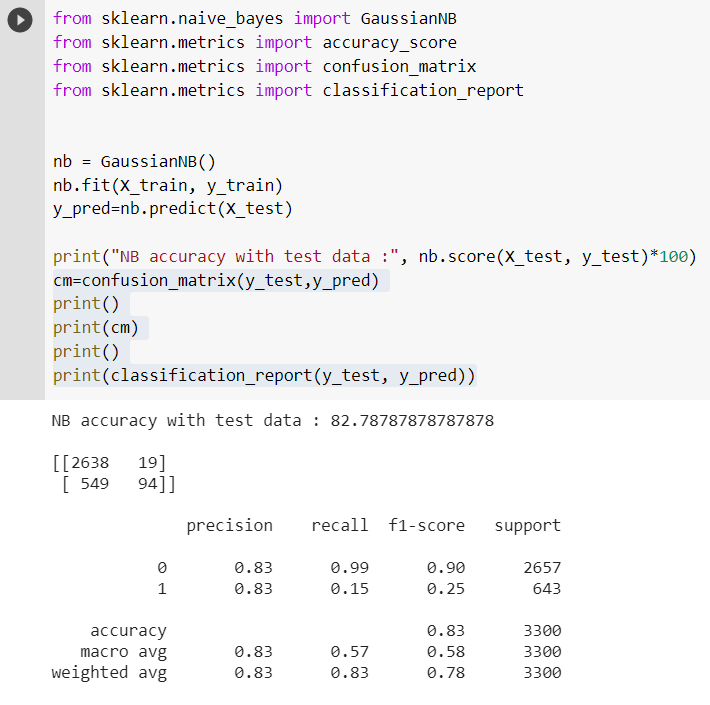 from sklearn.naive_bayes import GaussianNB
from sklearn.metrics import accuracy_score
from sklearn.metrics import confusion_matrix
from sklearn.metrics import classification_report
nb = GaussianNB()
nb.fit(X_train, y_train)
y_pred=nb.predict(X_test)
print("NB accuracy with test data :", nb.score(X_test, y_test)*100)
cm=confusion_matrix(y_test,y_pred)
print()
print(cm)
print()
print(classification_report(y_test, y_pred))
NB accuracy with test data : 82.78787878787878
[[2638   19]
 [ 549   94]]
              precision    recall  f1-score   support
           0       0.83      0.99      0.90      2657
           1       0.83      0.15      0.25       643
    accuracy                           0.83      3300
   macro avg       0.83      0.57      0.58      3300
weighted avg       0.83      0.83      0.78      3300